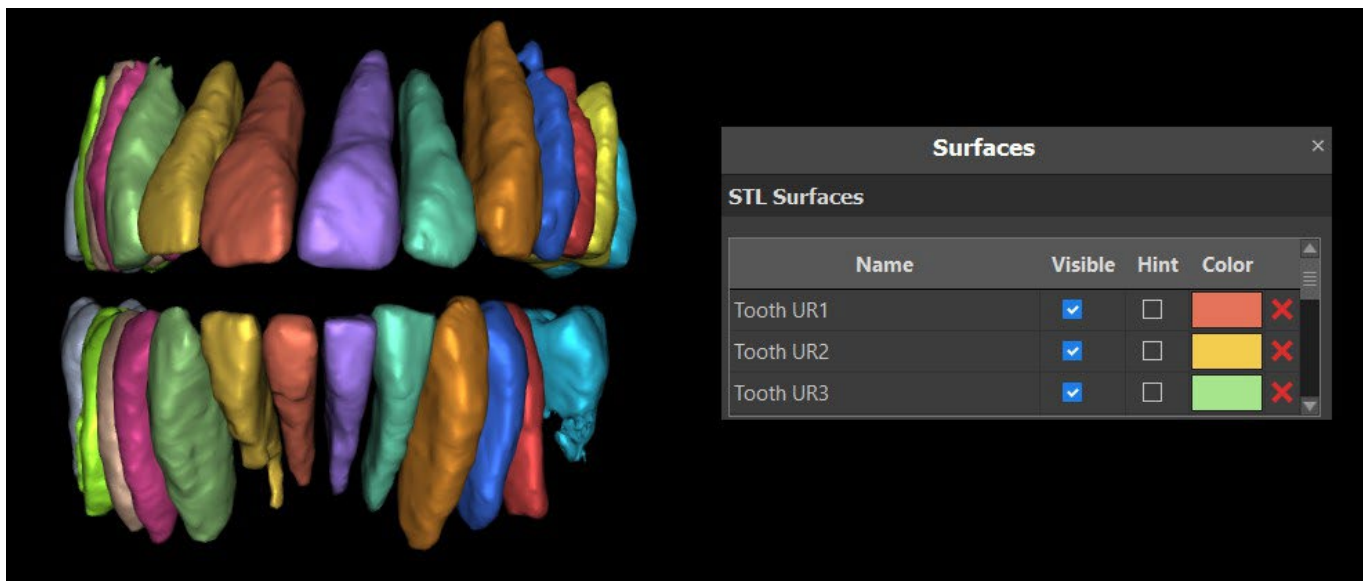 Surfaces ×
STL Surfaces
Name Visible Hint Color
Tooth UR1
Tooth UR2
Tooth UR3